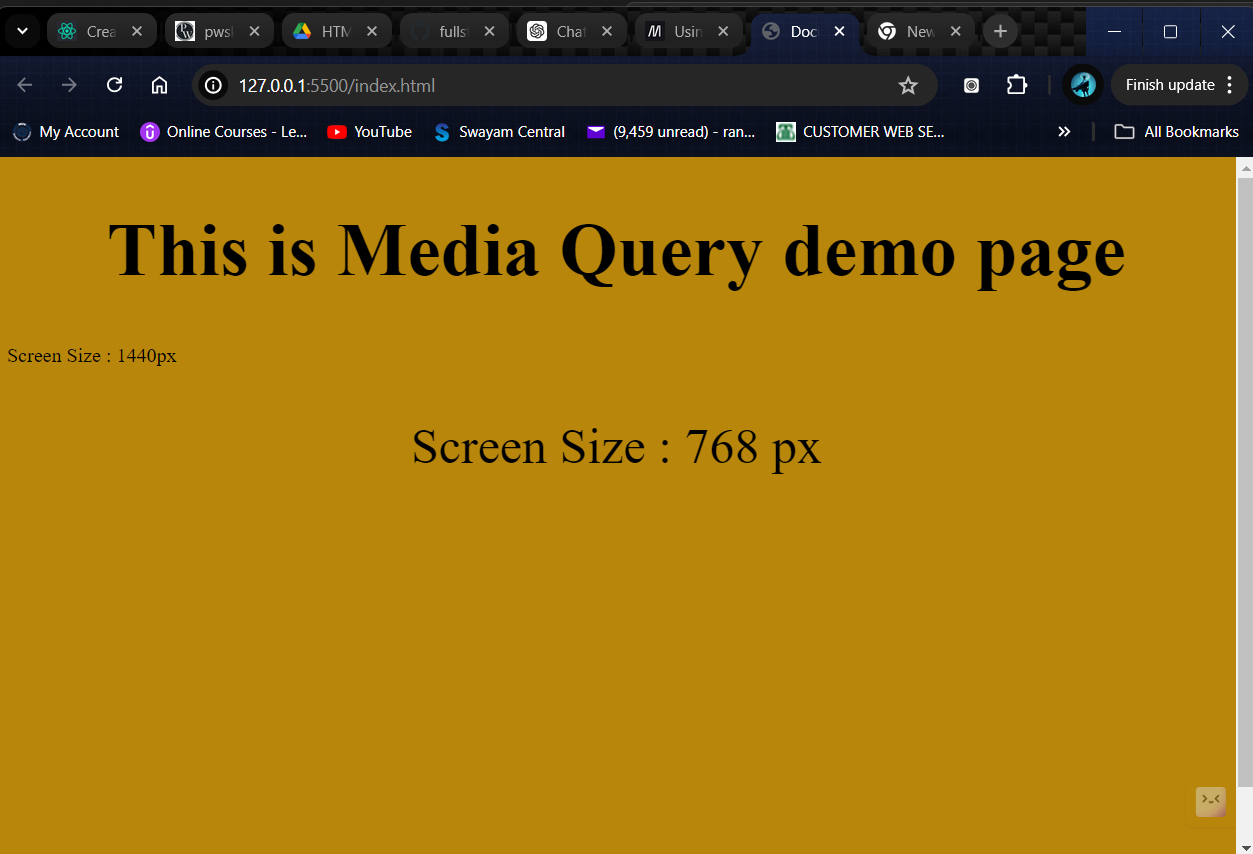 Crea
pwsl
HTM
fulls
Chat
Usin
Doc
New
127.0.0.1:5500/index.html
Finish update
My Account
Online Courses - Le...
YouTube
Swayam Central
(9,459 unread) - ran...
CUSTOMER WEB SE...
All Bookmarks
This is Media Query demo page
Screen Size : 1440px
Screen Size : 768 px